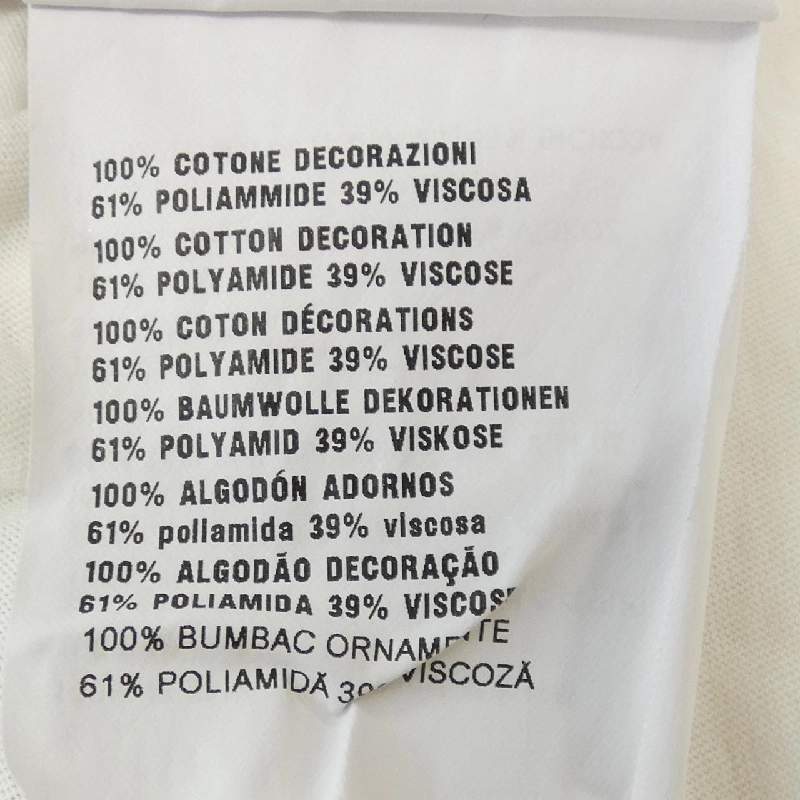 100% COTONE DECORAZIONI
61% POLIAMMIDE 39% VISCOSA
100% COTTON DECORATION
61% POLYAMIDE 39% VISCOSE
100% COTON DÉCORATIONS
61% POLYAMIDE 39% VISCOSE
100% BAUMWOLLE DEKORATIONEN
61% POLYAMID 39% VISKOSE
100% ALGODÓN ADORNOS
61% poliamida 39% viscosa
100% ALGODÃO DECORAÇÃO
61% POLIAMIDA 39%
100% BUMBAC
61% POLIAMIDĂ VISCOZĂ